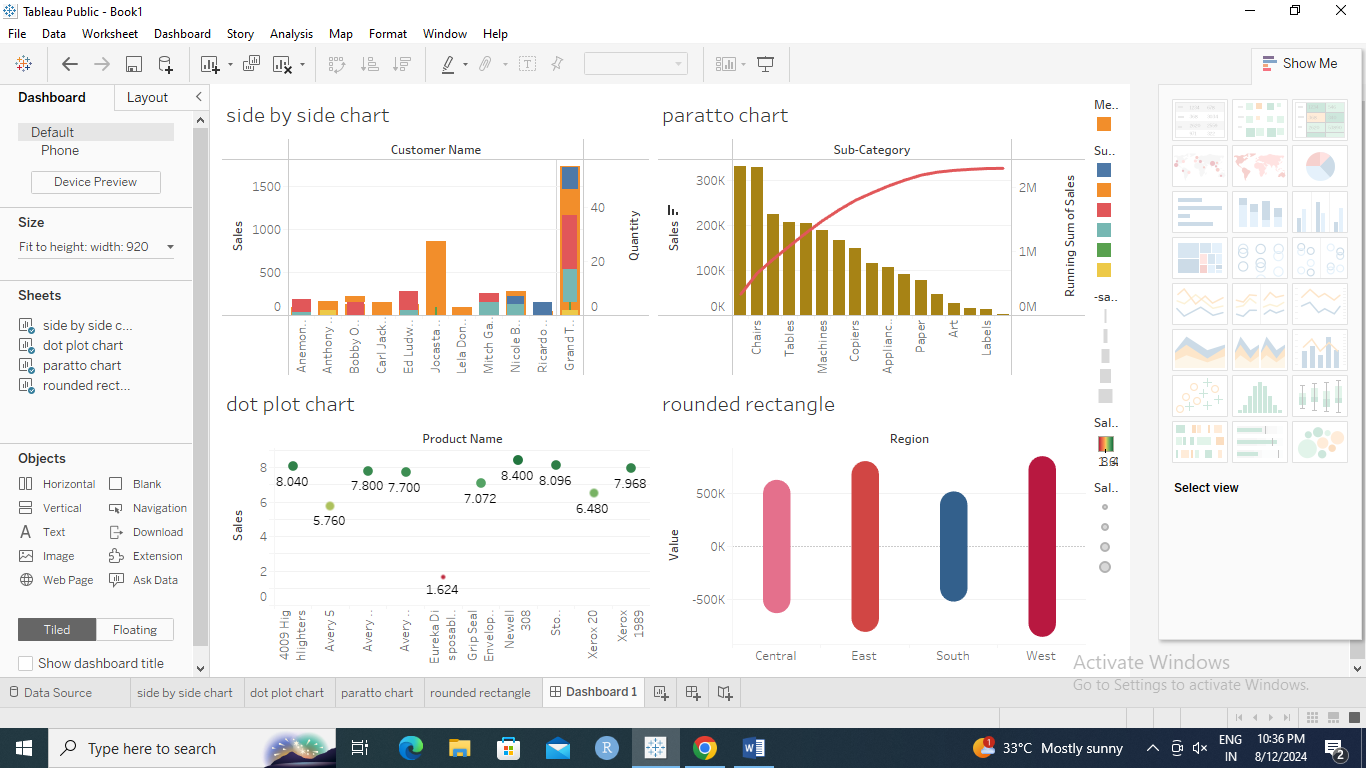 Tableau Public - Book1
File Data Worksheet Dashboard Story Analysis Map Format Window Help
Show Me
Dashboard Layout
Default
Phone
Device Preview
Size
Fit to height: width: 920
Sheets
side by side c...
dot plot chart
paratto chart
rounded rect...
Objects
Horizontal Blank
Vertical Navigation
Text Download
Image Extension
Web Page Ask Data
Tiled Floating
Show dashboard title
side by side chart
Customer Name
Sales
1500
1000
500
0
40
20
0
Quantity
Anemon..
Anthony ..
Bobby O..
Carl Jack..
Ed Ludw..
Jocasta ..
Lela Don..
Mitch Ga..
Nicole B..
Ricardo ..
Grand T..
paratto chart
Sub-Category
Sales
300K
200K
100K
0K
2M
1M
0M
Running Sum of Sales
Chairs
Tables
Machines
Copiers
Applianc..
Paper
Art
Labels
dot plot chart
Product Name
Sales
8
6
4
2
0
8.040
5.760
7.800
7.700
1.624
7.072
8.400
8.096
6.480
7.968
4009 Hig
hlighters
Avery 5
Avery ..
Avery ..
Eureka Di
sposabl..
Grip Seal
Envelop..
Newell
308
Sto..
Xerox 20
Xerox
1989
rounded rectangle
Region
Value
500K
0K
-500K
Central East South West
Me..
Su..
-sa..
Sal..
Sal..
Select view
Activate Windows
Go to Settings to activate Windows.
Data Source side by side chart dot plot chart paratto chart rounded rectangle Dashboard 1
Type here to search
R
W
1
33°C Mostly sunny
ENG
IN
10:36 PM
8/12/2024
2